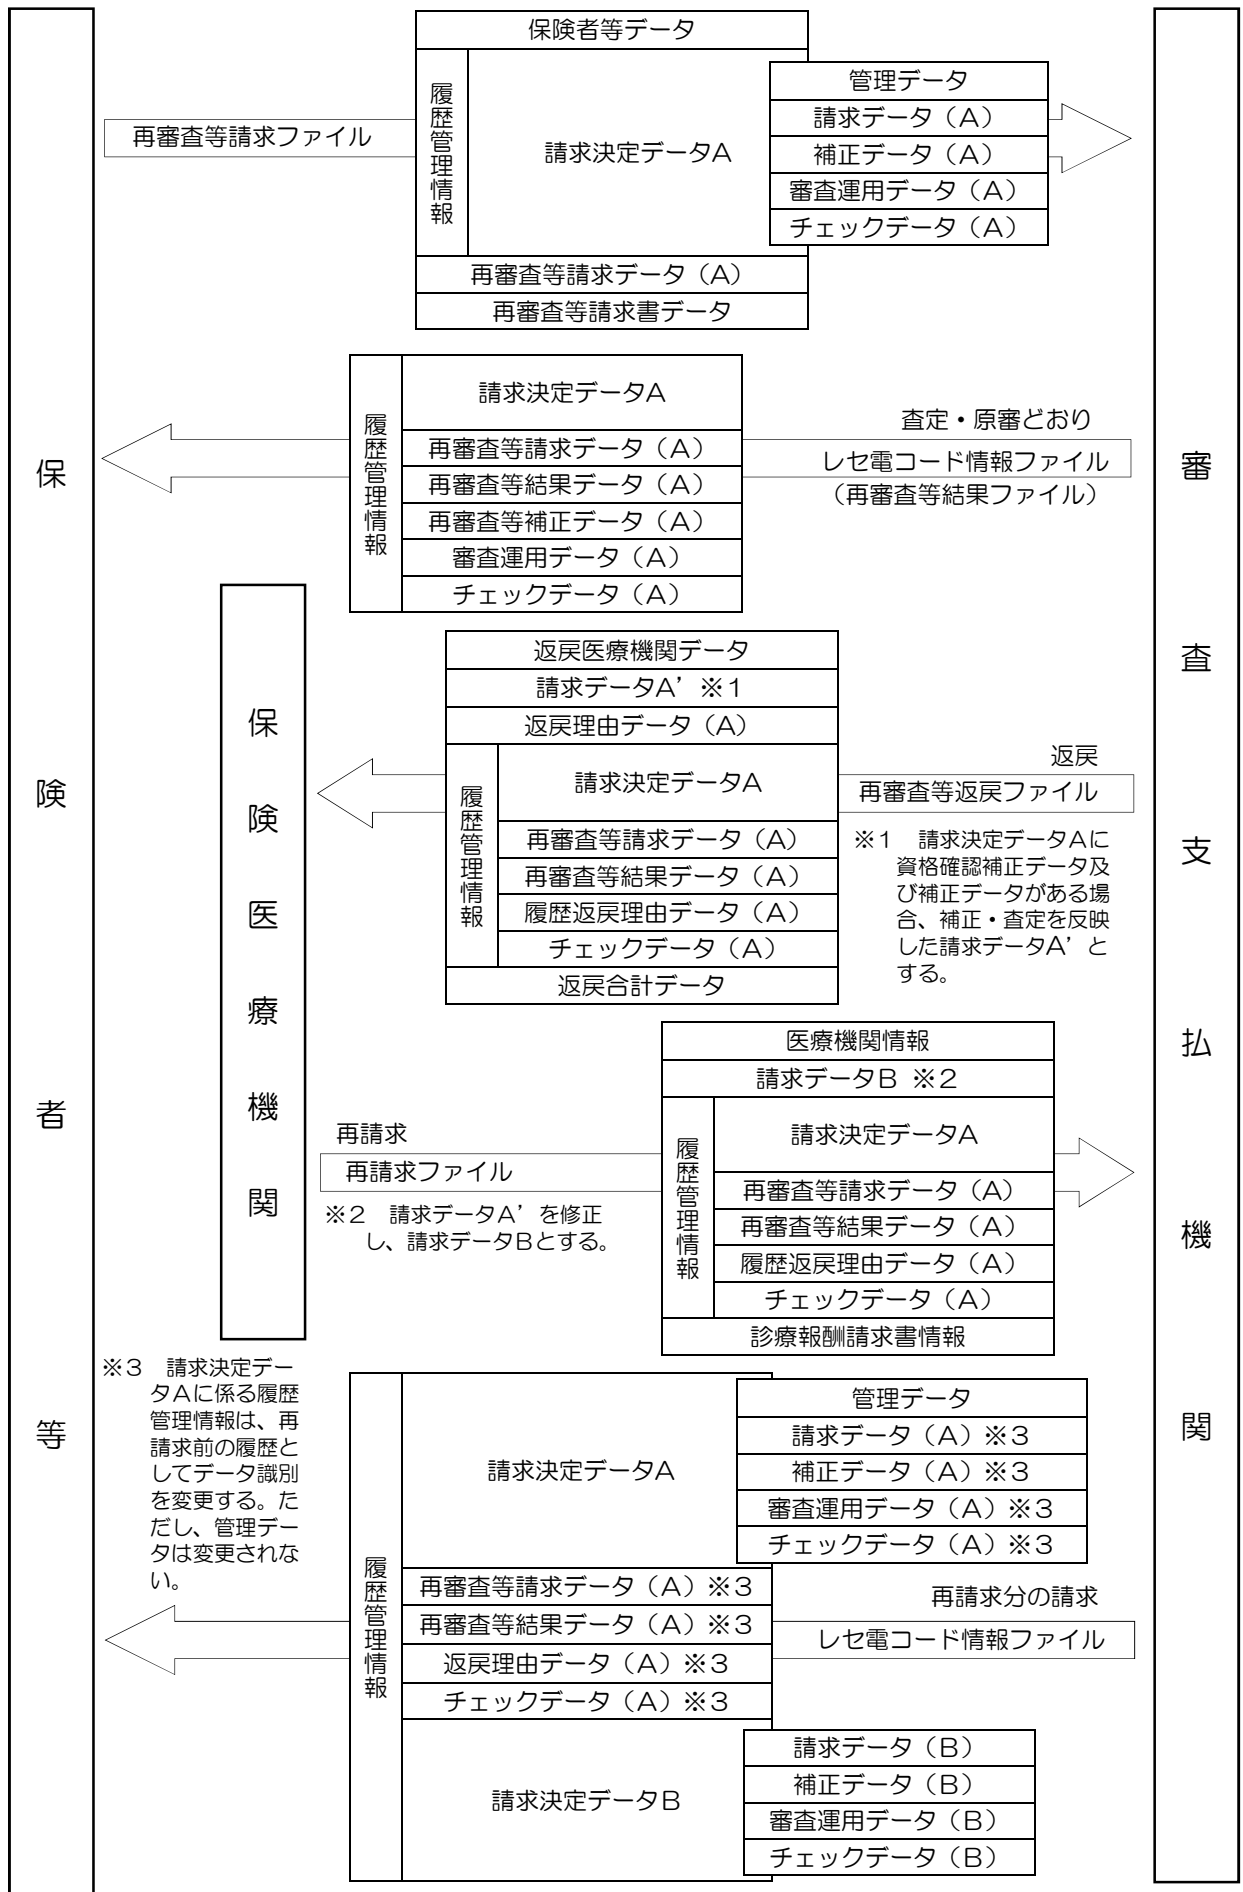 保険者等
審査支払機関
保険者等データ
履歴管理情報
請求決定データA
管理データ
請求データ（A）
補正データ（A）
審査運用データ（A）
チェックデータ（A）
再審査等請求ファイル
再審査等請求データ（A）
再審査等請求書データ
履歴管理情報
請求決定データA
再審査等請求データ（A）
再審査等結果データ（A）
再審査等補正データ（A）
審査運用データ（A）
チェックデータ（A）
査定・原審どおり
レセ電コード情報ファイル
（再審査等結果ファイル）
保険医療機関
返戻医療機関データ
請求データA’ ※1
返戻理由データ（A）
履歴管理情報
請求決定データA
再審査等請求データ（A）
再審査等結果データ（A）
履歴返戻理由データ（A）
チェックデータ（A）
返戻合計データ
返戻
再審査等返戻ファイル
※1　請求決定データAに
資格確認補正データ及
び補正データがある場
合、補正・査定を反映
した請求データA’と
する。
医療機関情報
請求データB ※2
履歴管理情報
請求決定データA
再審査等請求データ（A）
再審査等結果データ（A）
履歴返戻理由データ（A）
チェックデータ（A）
診療報酬請求書情報
再請求
再請求ファイル
※2　請求データA’を修正
し、請求データBとする。
※3　請求決定デー
タAに係る履歴
管理情報は、再
請求前の履歴と
してデータ識別
を変更する。た
だし、管理デー
タは変更されな
い。
履歴管理情報
請求決定データA
管理データ
請求データ（A）※3
補正データ（A）※3
審査運用データ（A）※3
チェックデータ（A）※3
再審査等請求データ（A）※3
再審査等結果データ（A）※3
返戻理由データ（A）※3
チェックデータ（A）※3
再請求分の請求
レセ電コード情報ファイル
請求決定データB
請求データ（B）
補正データ（B）
審査運用データ（B）
チェックデータ（B）